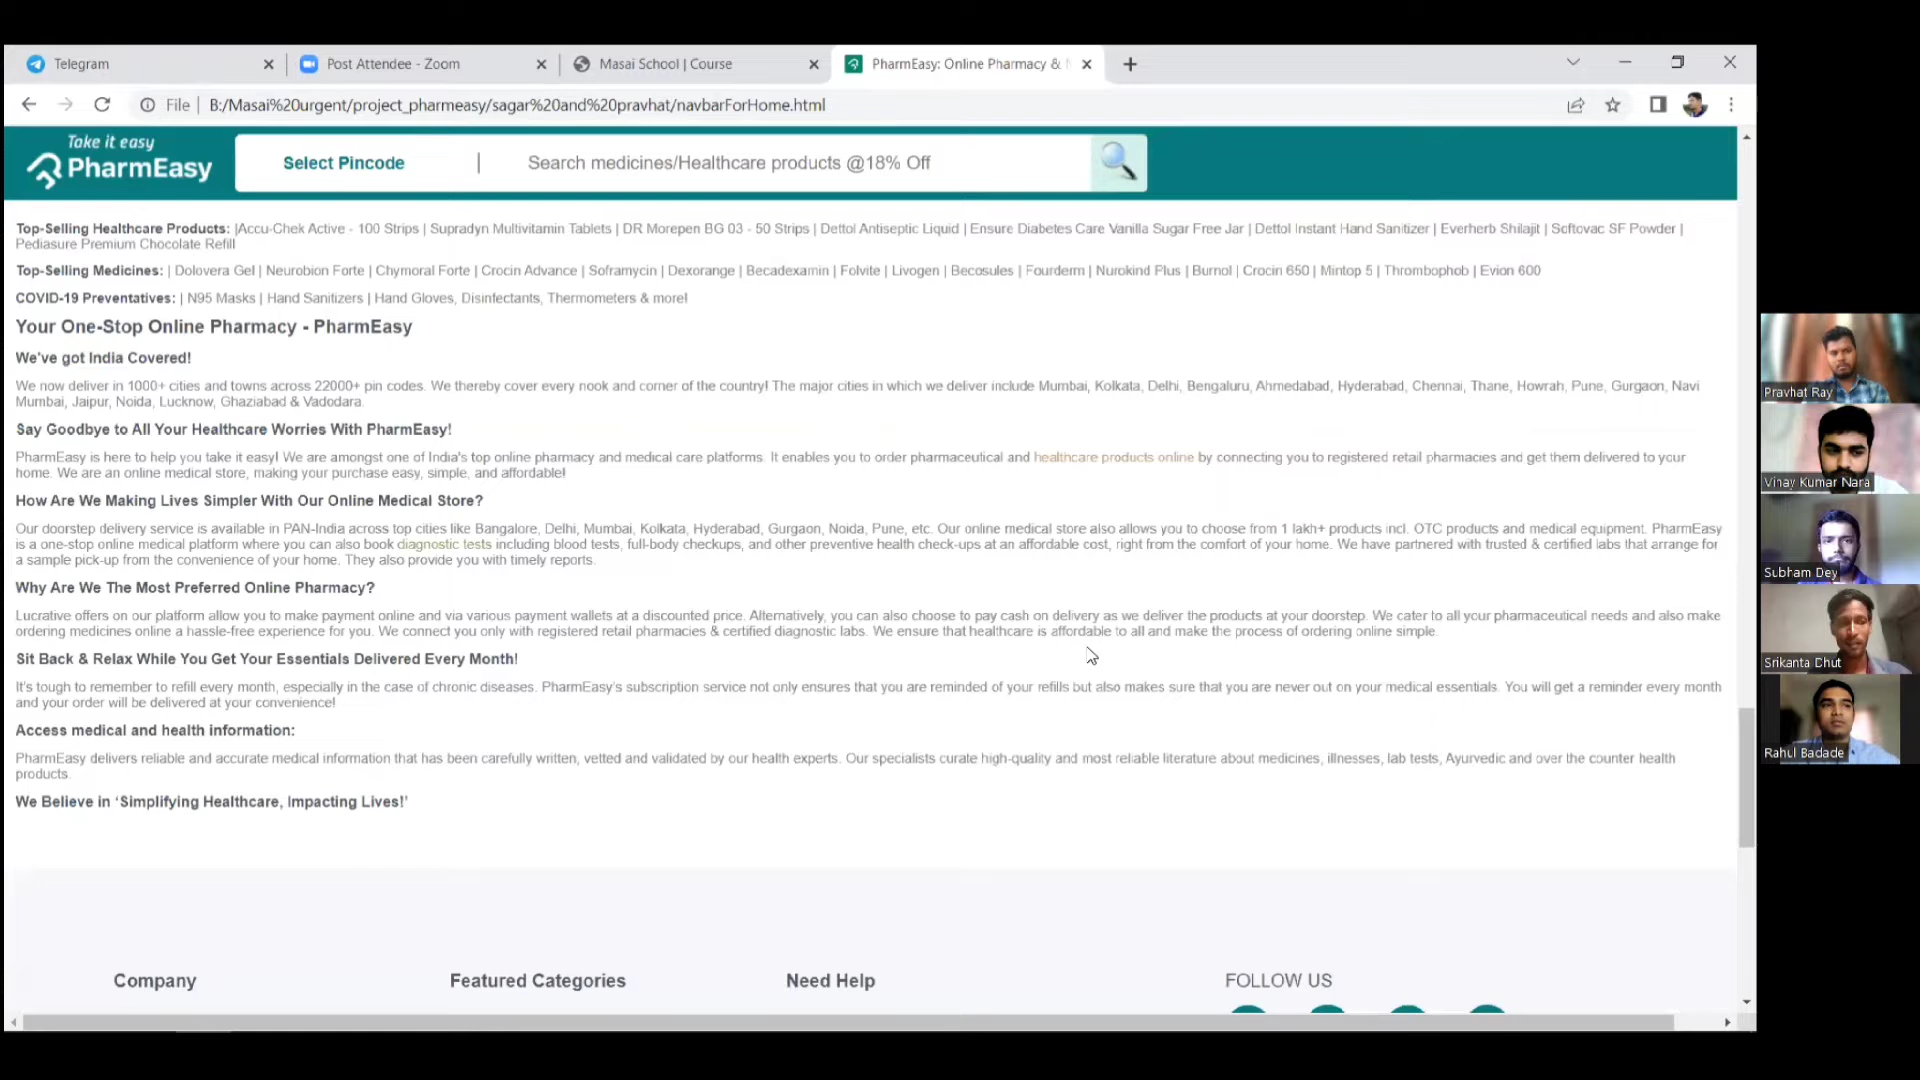 Telegram
Post Attendee - Zoom
Masai School | Course
PharmEasy: Online Pharmacy &
File | B:/Masai%20urgent/project_pharmeasy/sagar%20and%20pravhat/navbarForHome.html
Take it easy
PharmEasy
Select Pincode | Search medicines/Healthcare products @18% Off
Top-Selling Healthcare Products: |Accu-Chek Active - 100 Strips | Supradyn Multivitamin Tablets | DR Morepen BG 03 - 50 Strips | Dettol Antiseptic Liquid | Ensure Diabetes Care Vanilla Sugar Free Jar | Dettol Instant Hand Sanitizer | Everherb Shilajit | Softovac SF Powder |
Pediasure Premium Chocolate Refill
Top-Selling Medicines: | Dolovera Gel | Neurobion Forte | Chymoral Forte | Crocin Advance | Soframycin | Dexorange | Becadexamin | Folvite | Livogen | Becosules | Fourderm | Nurokind Plus | Burnol | Crocin 650 | Mintop 5 | Thrombophob | Evion 600
COVID-19 Preventatives: | N95 Masks | Hand Sanitizers | Hand Gloves, Disinfectants, Thermometers & more!
Your One-Stop Online Pharmacy - PharmEasy
We've got India Covered!
We now deliver in 1000+ cities and towns across 22000+ pin codes. We thereby cover every nook and corner of the country! The major cities in which we deliver include Mumbai, Kolkata, Delhi, Bengaluru, Ahmedabad, Hyderabad, Chennai, Thane, Howrah, Pune, Gurgaon, Navi
Mumbai, Jaipur, Noida, Lucknow, Ghaziabad & Vadodara.
Say Goodbye to All Your Healthcare Worries With PharmEasy!
PharmEasy is here to help you take it easy! We are amongst one of India's top online pharmacy and medical care platforms. It enables you to order pharmaceutical and healthcare products online by connecting you to registered retail pharmacies and get them delivered to your
home. We are an online medical store, making your purchase easy, simple, and affordable!
How Are We Making Lives Simpler With Our Online Medical Store?
Our doorstep delivery service is available in PAN-India across top cities like Bangalore, Delhi, Mumbai, Kolkata, Hyderabad, Gurgaon, Noida, Pune, etc. Our online medical store also allows you to choose from 1 lakh+ products incl. OTC products and medical equipment. PharmEasy
is a one-stop online medical platform where you can also book diagnostic tests including blood tests, full-body checkups, and other preventive health check-ups at an affordable cost, right from the comfort of your home. We have partnered with trusted & certified labs that arrange for
a sample pick-up from the convenience of your home. They also provide you with timely reports.
Why Are We The Most Preferred Online Pharmacy?
Lucrative offers on our platform allow you to make payment online and via various payment wallets at a discounted price. Alternatively, you can also choose to pay cash on delivery as we deliver the products at your doorstep. We cater to all your pharmaceutical needs and also make
ordering medicines online a hassle-free experience for you. We connect you only with registered retail pharmacies & certified diagnostic labs. We ensure that healthcare is affordable to all and make the process of ordering online simple.
Sit Back & Relax While You Get Your Essentials Delivered Every Month!
It's tough to remember to refill every month, especially in the case of chronic diseases. PharmEasy's subscription service not only ensures that you are reminded of your refills but also makes sure that you are never out on your medical essentials. You will get a reminder every month
and your order will be delivered at your convenience!
Access medical and health information:
PharmEasy delivers reliable and accurate medical information that has been carefully written, vetted and validated by our health experts. Our specialists curate high-quality and most reliable literature about medicines, illnesses, lab tests, Ayurvedic and over the counter health
products.
We Believe in ‘Simplifying Healthcare, Impacting Lives!’
Company
Featured Categories
Need Help
FOLLOW US
Pravhat Ray
Vinay Kumar Nara
Subham Dey
Srikanta Dhut
Rahul Badade